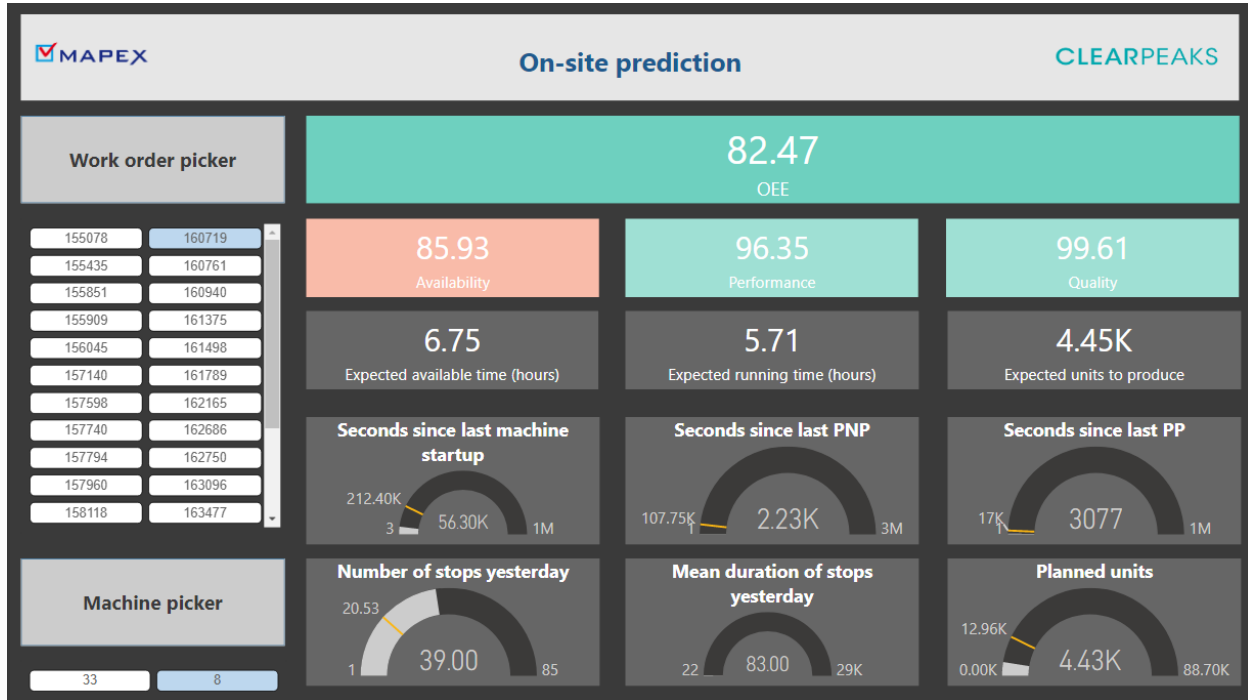 MAPEX
On-site prediction
CLEARPEAKS
Work order picker
155078 160719
155435 160761
155851 160940
155909 161375
156045 161498
157140 161789
157598 162165
157740 162686
157794 162750
157960 163096
158118 163477
Machine picker
33 8
82.47
OEE
85.93
Availability
96.35
Performance
99.61
Quality
6.75
Expected available time (hours)
5.71
Expected running time (hours)
4.45K
Expected units to produce
Seconds since last machine
startup
212.40K
3 56.30K 1M
Seconds since last PNP
107.75K
1 2.23K 3M
Seconds since last PP
17K
1 3077 1M
Number of stops yesterday
20.53
1 39.00 85
Mean duration of stops
yesterday
22 83.00 29K
Planned units
12.96K
0.00K 4.43K 88.70K